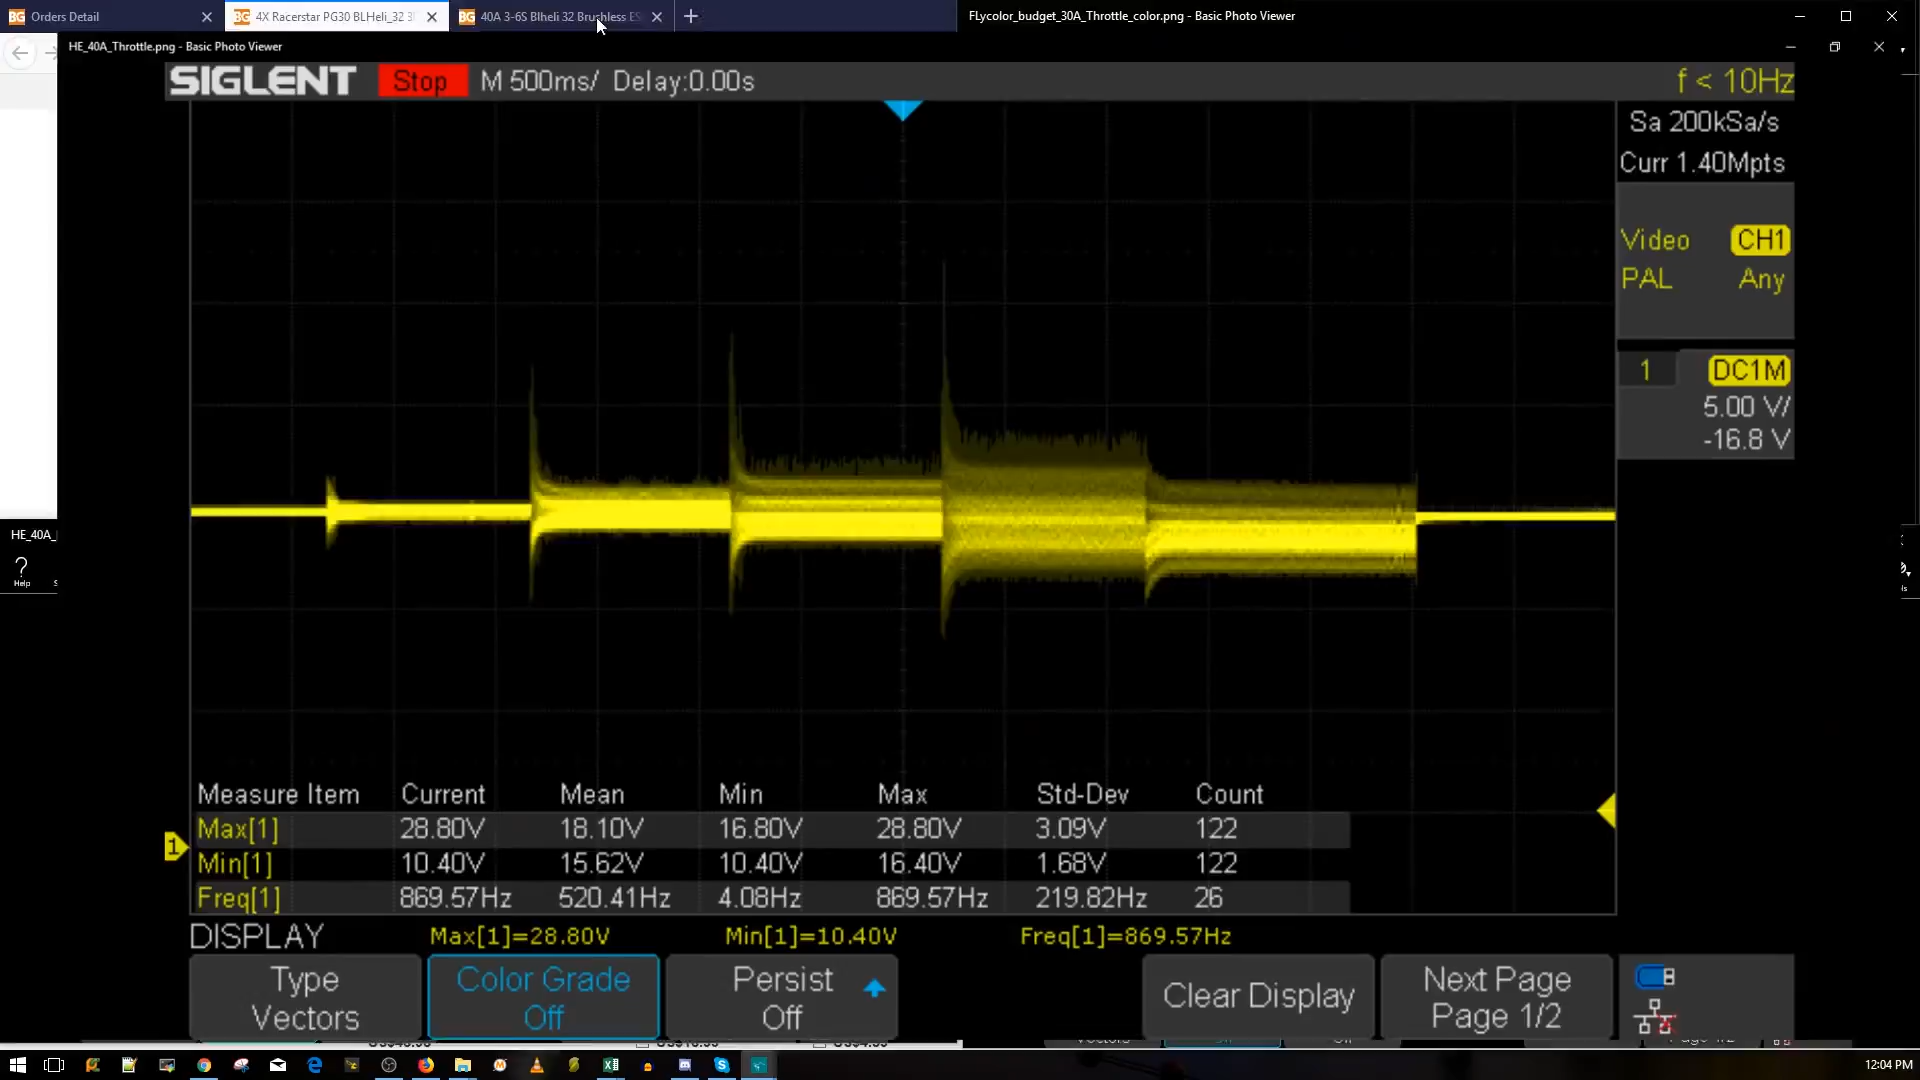 Orders Detail
4X Racerstar PG30 BLHeli_32 3
40A 3-6S Blheli 32 Brushless ES
FLycolor_budget_30A_Throttle_color.png - Basic Photo Viewer
HE_40A_Throttle.png - Basic Photo Viewer
SIGLENT Stop M 500ms/ Delay:0.00s f < 10Hz
Sa 200kSa/s
Curr 1.40Mpts
Video CH1
PAL Any
1 DC1M
5.00 V/
-16.8 V
HE_40A_
Help
Measure Item Current Mean Min Max Std-Dev Count
Max[1] 28.80V 18.10V 16.80V 28.80V 3.09V 122
1
Min[1] 10.40V 15.62V 10.40V 16.40V 1.68V 122
Freq[1] 869.57Hz 520.41Hz 4.08Hz 869.57Hz 219.82Hz 26
DISPLAY Max[1]=28.80V Min[1]=10.40V Freq[1]=869.57Hz
Type
Vectors
Color Grade
Off
Persist
Off
Clear Display
Next Page
Page 1/2
12:04 PM